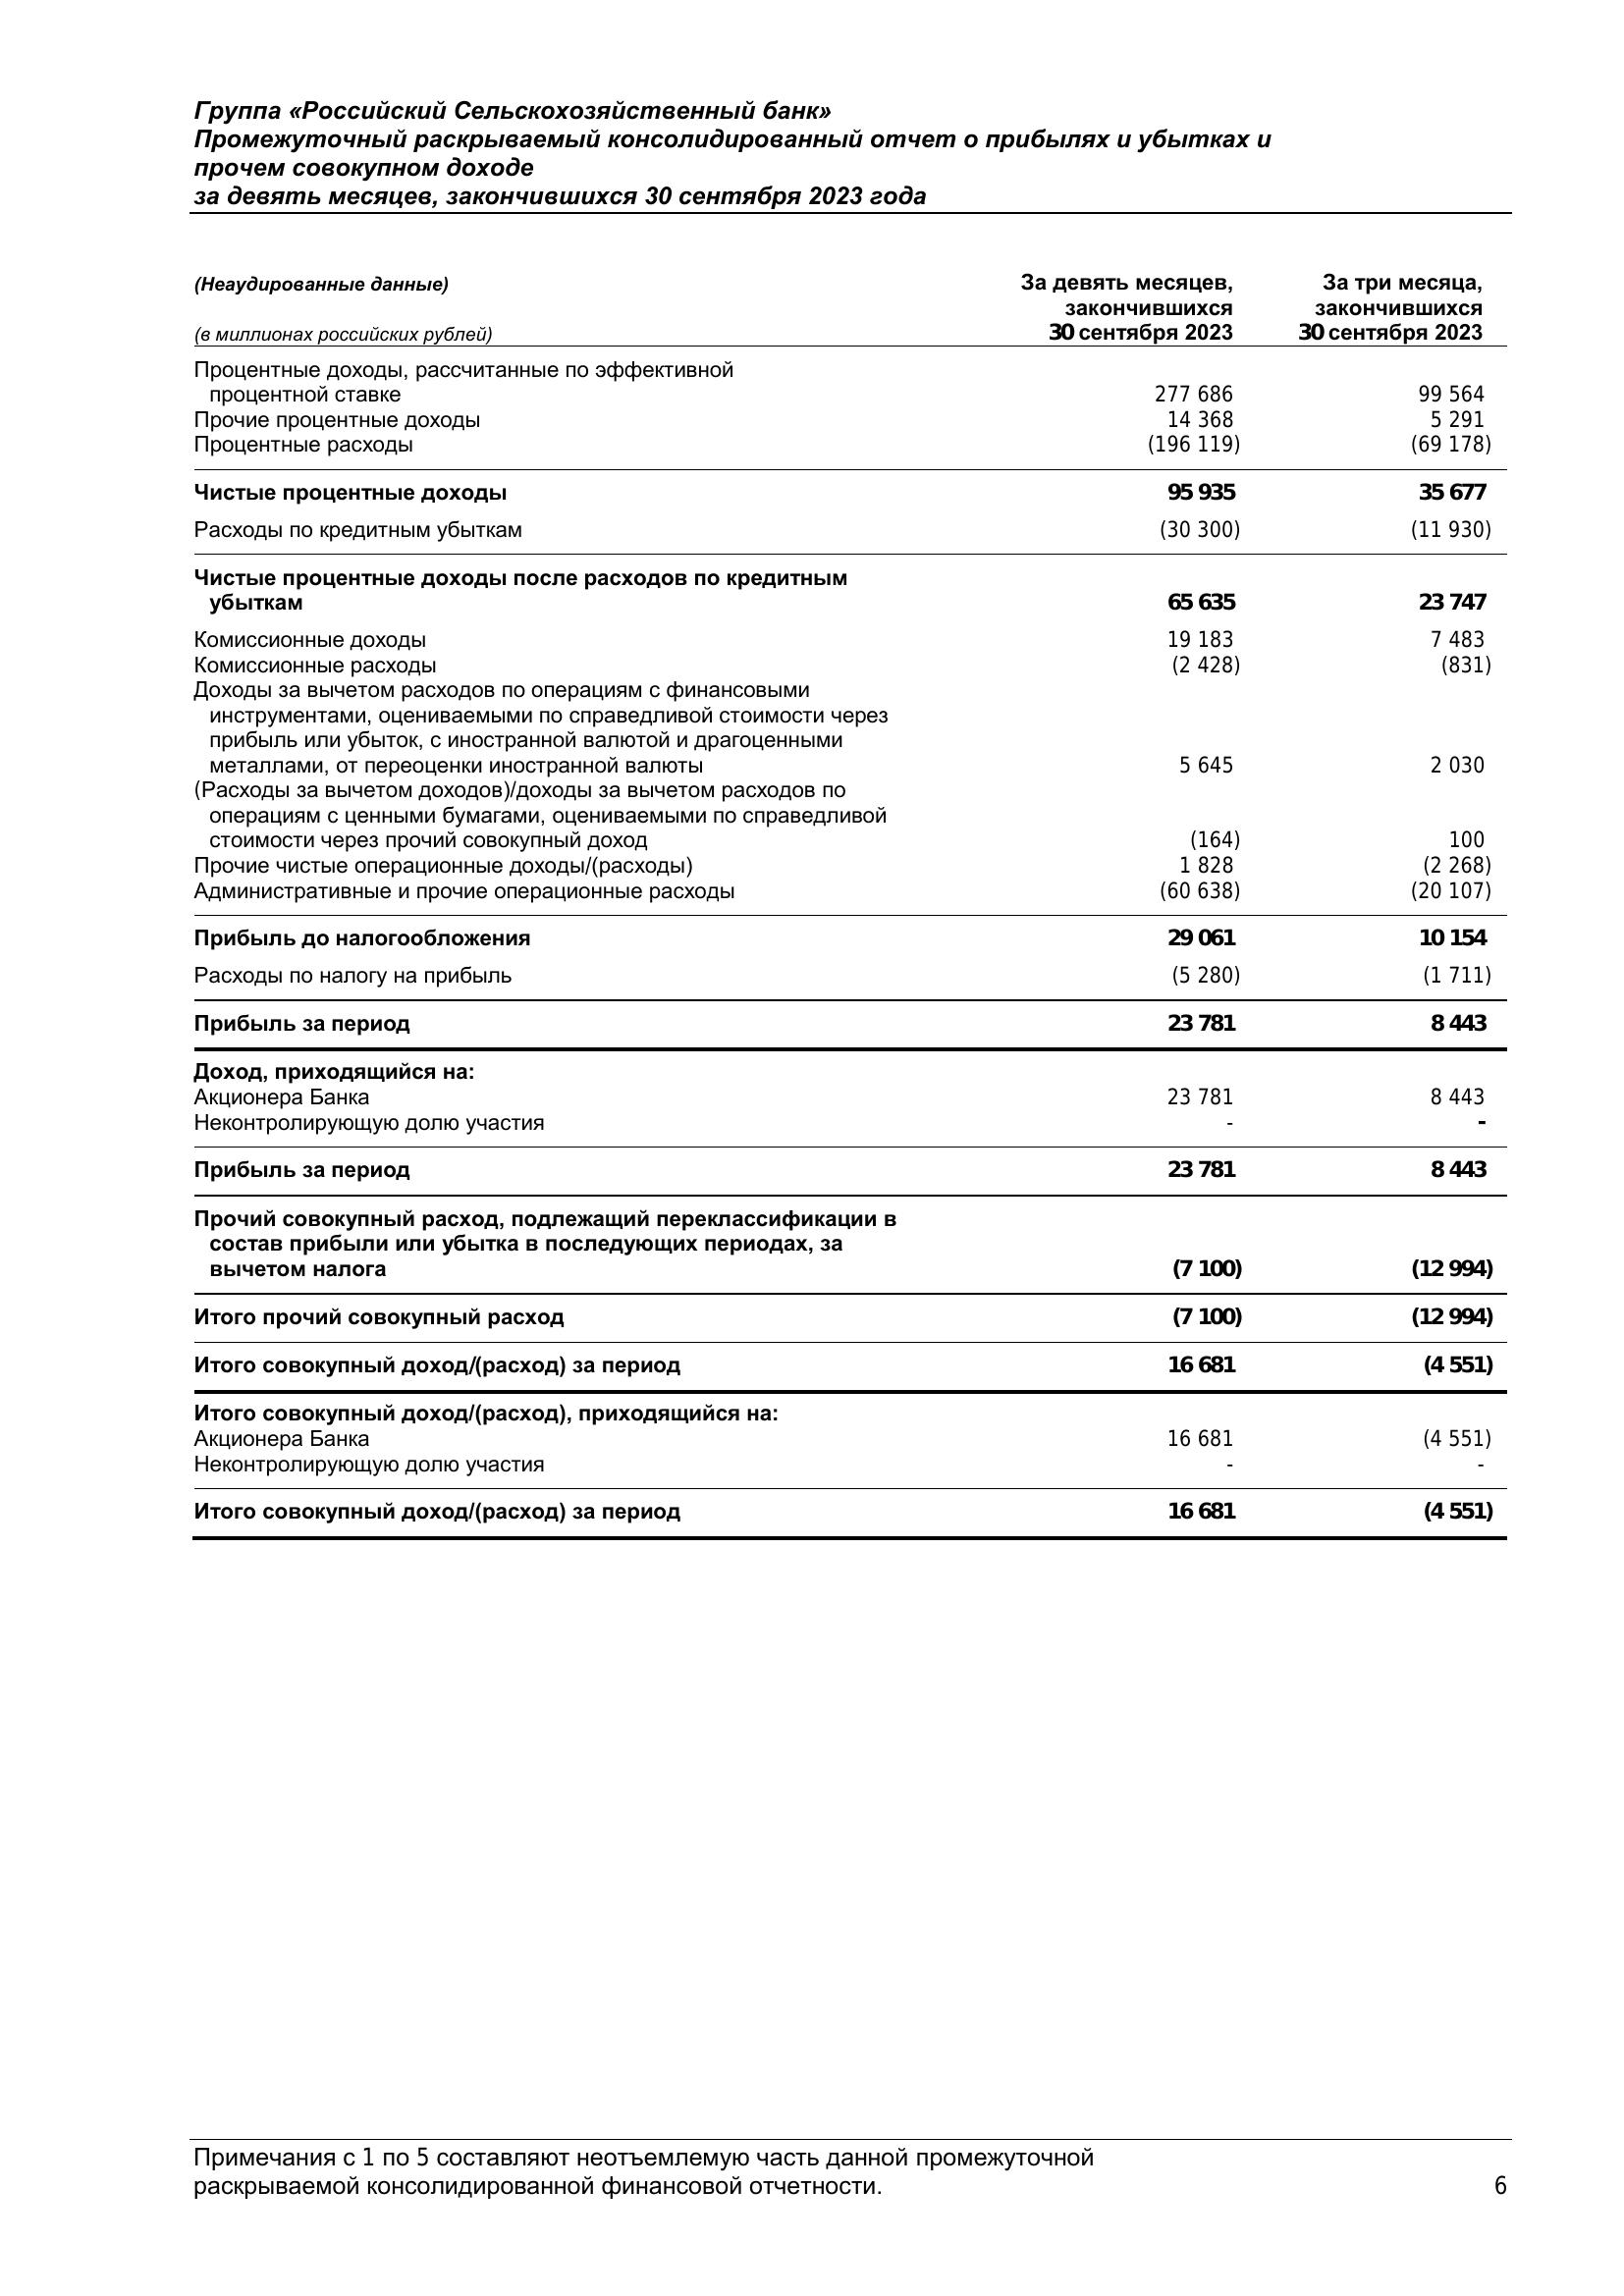 Группа «Российский Сельскохозяйственный банк»
Промежуточный раскрываемый консолидированный отчет о прибылях и убытках и
прочем совокупном доходе
за девять месяцев, закончившихся 30 сентября 2023 года
(Неаудированные данные) За девять месяцев, За три месяца,
закончившихся закончившихся
(в миллионах российских рублей) 30 сентября 2023 30 сентября 2023
Процентные доходы, рассчитанные по эффективной
процентной ставке 277 686 99 564
Прочие процентные доходы 14 368 5 291
Процентные расходы (196 119) (69 178)
Чистые процентные доходы 95 935 35 677
Расходы по кредитным убыткам (30 300) (11 930)
Чистые процентные доходы после расходов по кредитным
убыткам 65 635 23 747
Комиссионные доходы 19 183 7 483
Комиссионные расходы (2 428) (831)
Доходы за вычетом расходов по операциям с финансовыми
инструментами, оцениваемыми по справедливой стоимости через
прибыль или убыток, с иностранной валютой и драгоценными
металлами, от переоценки иностранной валюты 5 645 2 030
(Расходы за вычетом доходов)/доходы за вычетом расходов по
операциям с ценными бумагами, оцениваемыми по справедливой
стоимости через прочий совокупный доход (164) 100
Прочие чистые операционные доходы/(расходы) 1 828 (2 268)
Административные и прочие операционные расходы (60 638) (20 107)
Прибыль до налогообложения 29 061 10 154
Расходы по налогу на прибыль (5 280) (1 711)
Прибыль за период 23 781 8 443
Доход, приходящийся на:
Акционера Банка 23 781 8 443
Неконтролирующую долю участия - -
Прибыль за период 23 781 8 443
Прочий совокупный расход, подлежащий переклассификации в
состав прибыли или убытка в последующих периодах, за
вычетом налога (7 100) (12 994)
Итого прочий совокупный расход (7 100) (12 994)
Итого совокупный доход/(расход) за период 16 681 (4 551)
Итого совокупный доход/(расход), приходящийся на:
Акционера Банка 16 681 (4 551)
Неконтролирующую долю участия - -
Итого совокупный доход/(расход) за период 16 681 (4 551)
Примечания с 1 по 5 составляют неотъемлемую часть данной промежуточной
раскрываемой консолидированной финансовой отчетности. 6